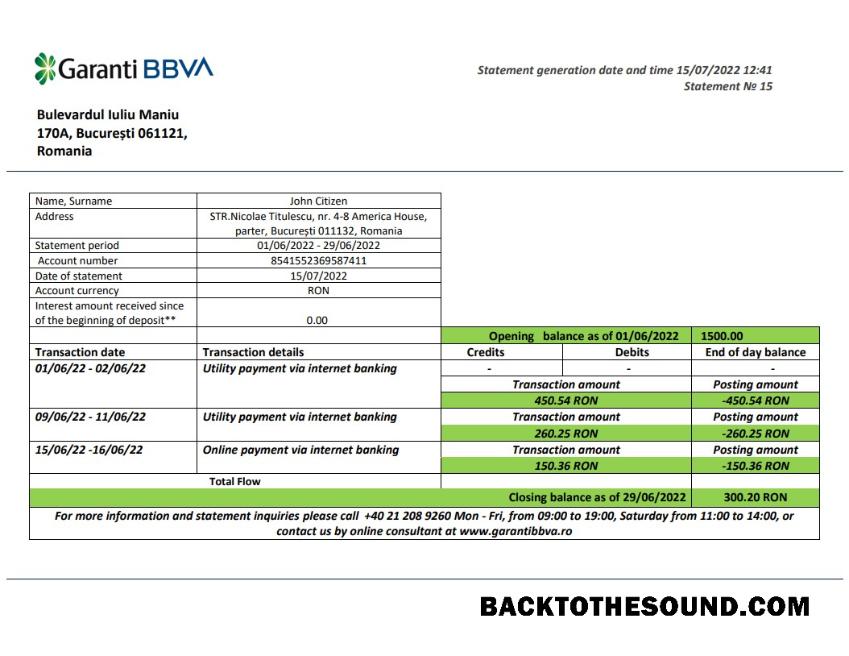 Garanti BBVA
Statement generation date and time 15/07/2022 12:41
Statement № 15
Bulevardul Iuliu Maniu
170A, București 061121,
Romania
Name, Surname John Citizen
Address STR.Nicolae Titulescu, nr. 4-8 America House,
parter, București 011132, Romania
Statement period 01/06/2022 - 29/06/2022
Account number 8541552369587411
Date of statement 15/07/2022
Account currency RON
Interest amount received since
of the beginning of deposit** 0.00
Opening balance as of 01/06/2022 1500.00
Transaction date Transaction details Credits Debits End of day balance
01/06/22 - 02/06/22 Utility payment via internet banking - - -
Transaction amount Posting amount
450.54 RON -450.54 RON
09/06/22 - 11/06/22 Utility payment via internet banking Transaction amount Posting amount
260.25 RON -260.25 RON
15/06/22 -16/06/22 Online payment via internet banking Transaction amount Posting amount
150.36 RON -150.36 RON
Total Flow
Closing balance as of 29/06/2022 300.20 RON
For more information and statement inquiries please call +40 21 208 9260 Mon - Fri, from 09:00 to 19:00, Saturday from 11:00 to 14:00, or
contact us by online consultant at www.garantibbva.ro
BACKTOTHESOUND.COM